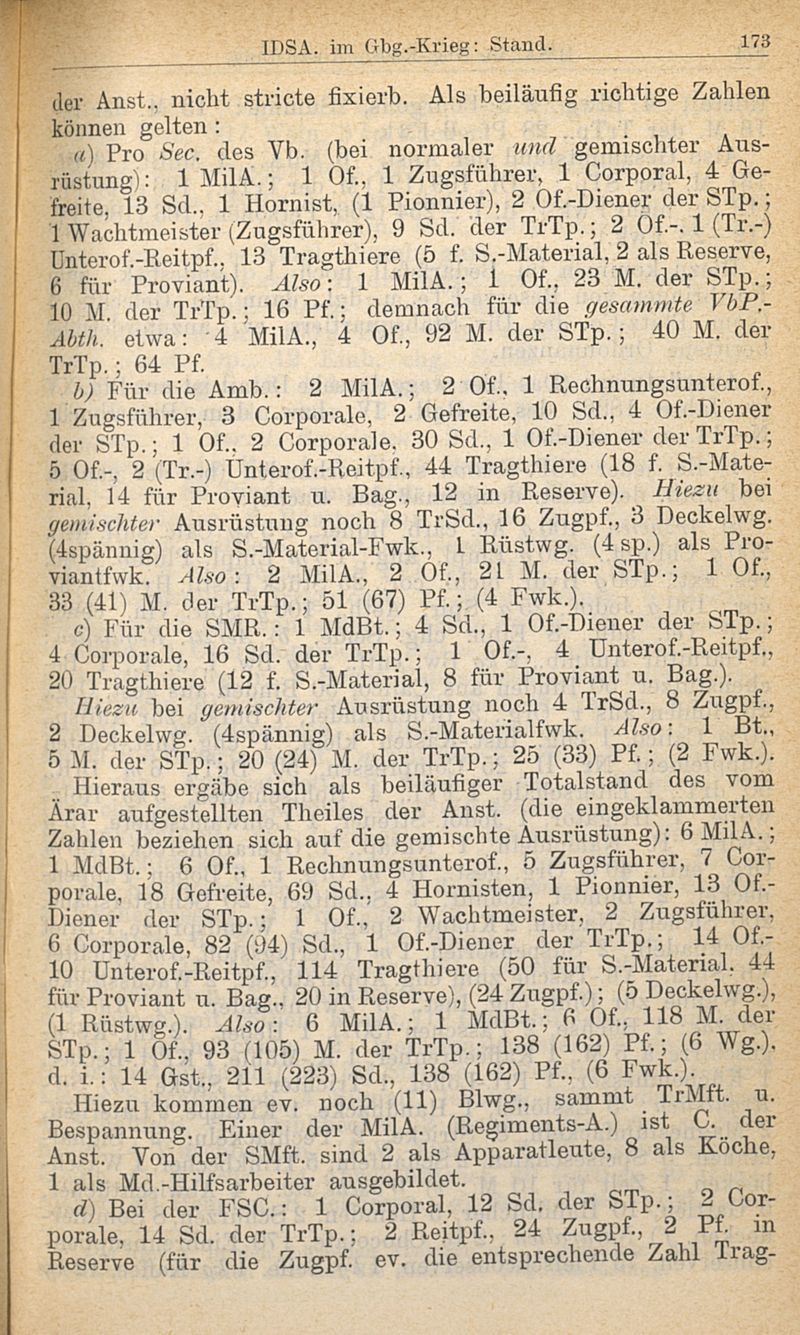 IDSA. im Gbg.-Krieg: Stand. 173
der Anst., nicht stricte fixierb. Als beiläufig richtige Zahlen
können gelten:
a) Pro Sec. des Vb. (bei normaler und gemischter Aus-
rüstung): 1 MilA.; 1 Of., 1 Zugsführer, 1 Corporal, 4 Ge-
freite, 13 Sd., 1 Hornist, (1 Pionnier), 2 Of.-Diener der STp.;
1 Wachtmeister (Zugsführer), 9 Sd. der TrTp.; 2 Of.-, 1 (Tr.-)
Unterof.-Reitpf., 13 Tragthiere (5 f. S.-Material, 2 als Reserve,
6 für Proviant). Also: 1 MilA.; 1 Of., 23 M. der STp.;
10 M. der TrTp.; 16 Pf.; demnach für die gesammte VbP.-
Abth. etwa: 4 MilA., 4 Of., 92 M. der STp.; 40 M. der
TrTp.; 64 Pf.
b) Für die Amb.: 2 MilA.; 2 Of., 1 Rechnungsunterof.,
1 Zugsführer, 3 Corporale, 2 Gefreite, 10 Sd., 4 Of.-Diener
der STp.; 1 Of., 2 Corporale, 30 Sd., 1 Of.-Diener der TrTp.;
5 Of.-, 2 (Tr.-) Unterof.-Reitpf., 44 Tragthiere (18 f. S.-Mate-
rial, 14 für Proviant u. Bag., 12 in Reserve). Hiezu bei
gemischter Ausrüstung noch 8 TrSd., 16 Zugpf., 3 Deckelwg.
(4spännig) als S.-Material-Fwk., 1 Rüstwg. (4 sp.) als Pro-
viantfwk. Also: 2 MilA., 2 Of., 21 M. der STp.; 1 Of.,
33 (41) M. der TrTp.; 51 (67) Pf.; (4 Fwk.).
c) Für die SMR.: 1 MdBt.; 4 Sd., 1 Of.-Diener der STp.;
4 Corporale, 16 Sd. der TrTp.; 1 Of.-, 4 Unterof.-Reitpf.,
20 Tragthiere (12 f. S.-Material, 8 für Proviant u. Bag.).
Hiezu bei gemischter Ausrüstung noch 4 TrSd., 8 Zugpf.,
2 Deckelwg. (4spännig) als S.-Materialfwk. Also: 1 Bt.,
5 M. der STp.; 20 (24) M. der TrTp.; 25 (33) Pf.; (2 Fwk.).
Hieraus ergäbe sich als beiläufiger Totalstand des vom
Ärar aufgestellten Theiles der Anst. (die eingeklammerten
Zahlen beziehen sich auf die gemischte Ausrüstung): 6 MilA.;
1 MdBt.; 6 Of., 1 Rechnungsunterof., 5 Zugsführer, 7 Cor-
porale, 18 Gefreite, 69 Sd., 4 Hornisten, 1 Pionnier, 13 Of.-
Diener der STp.; 1 Of., 2 Wachtmeister, 2 Zugsführer,
6 Corporale, 82 (94) Sd., 1 Of.-Diener der TrTp.; 14 Of.-
10 Unterof.-Reitpf., 114 Tragthiere (50 für S.-Material, 44
für Proviant u. Bag., 20 in Reserve), (24 Zugpf.); (5 Deckelwg.),
(1 Rüstwg.). Also: 6 MilA.; 1 MdBt.; 6 Of., 118 M. der
STp.; 1 Of., 93 (105) M. der TrTp.; 138 (162) Pf.; (6 Wg.).
d. i.: 14 Gst., 211 (223) Sd., 138 (162) Pf., (6 Fwk.).
Hiezu kommen ev. noch (11) Blwg., sammt TrMft. u.
Bespannung. Einer der MilA. (Regiments-A.) ist C. der
Anst. Von der SMft. sind 2 als Apparatleute, 8 als Köche,
1 als Md.-Hilfsarbeiter ausgebildet.
d) Bei der FSC.: 1 Corporal, 12 Sd. der STp.; 2 Cor-
porale, 14 Sd. der TrTp.; 2 Reitpf., 24 Zugpf., 2 Pf. in
Reserve (für die Zugpf. ev. die entsprechende Zahl Trag-